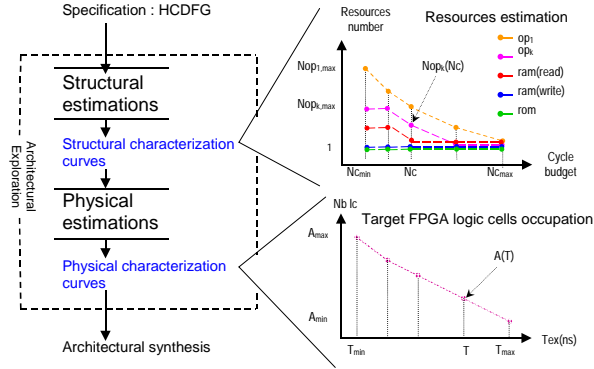 Specification : HCDFG
Structural
estimations
Structural characterization
curves
Physical
estimations
Physical characterization
curves
Architectural synthesis
Architectural
Exploration
Resources
number
Resources estimation
op1
opk
ram(read)
ram(write)
rom
Nop1,max
Nopk,max
1
Nopk(Nc)
Ncmin
Nc
Ncmax
Cycle
budget
Nb lc
Target FPGA logic cells occupation
Amax
Amin
A(T)
Tmin
T
Tmax
Tex(ns)